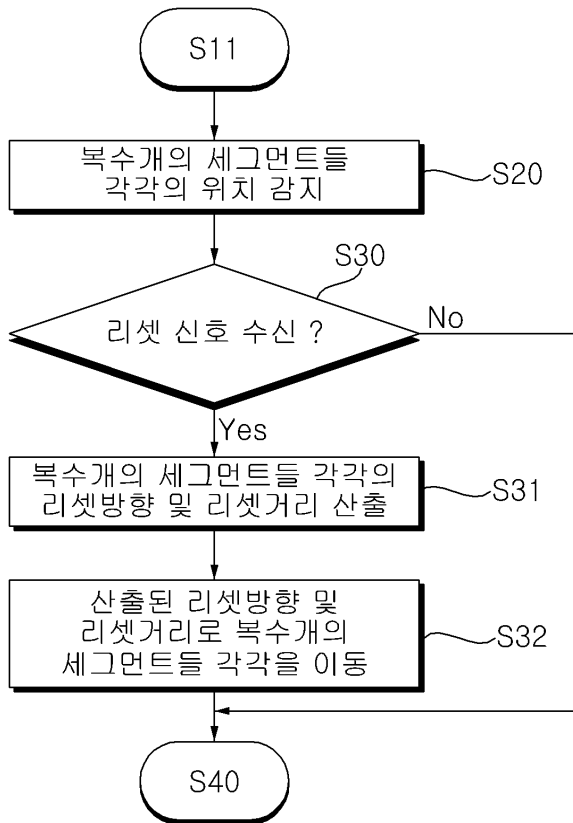 S11
복수개의 세그먼트들
각각의 위치 감지
S20
S30
리셋 신호 수신 ?
No
Yes
복수개의 세그먼트들 각각의
리셋방향 및 리셋거리 산출
S31
산출된 리셋방향 및
리셋거리로 복수개의
세그먼트들 각각을 이동
S32
S40